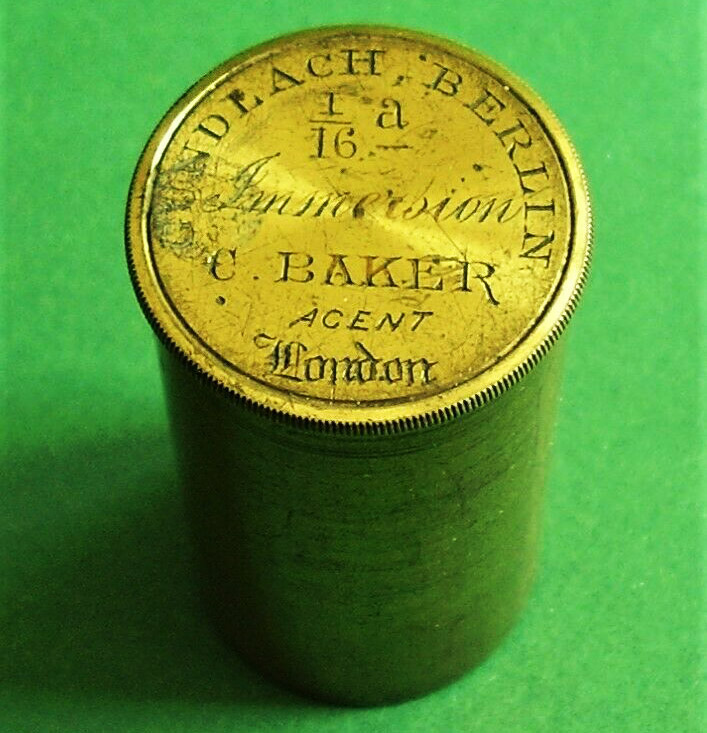 GUNDLACH, BERLIN
1/16 a
Immersion
C. BAKER
AGENT
London